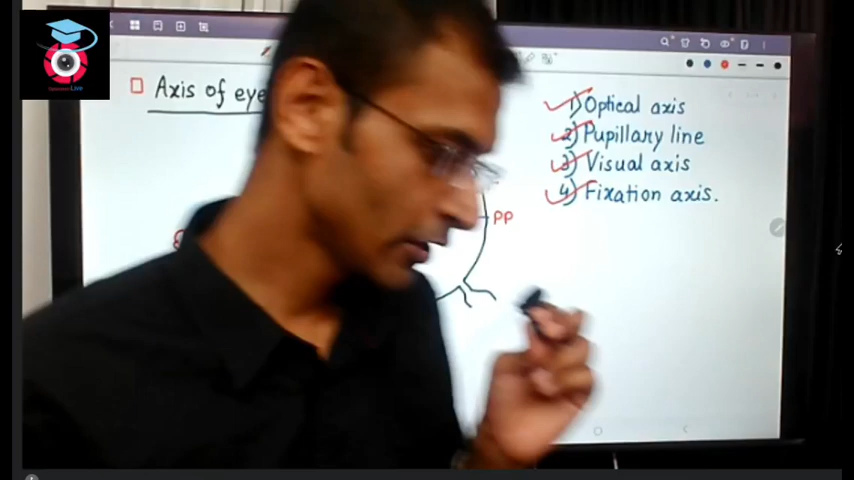 Axis of eye
1) Optical axis
2) Pupillary line
3) Visual axis
4) Fixation axis.
PP